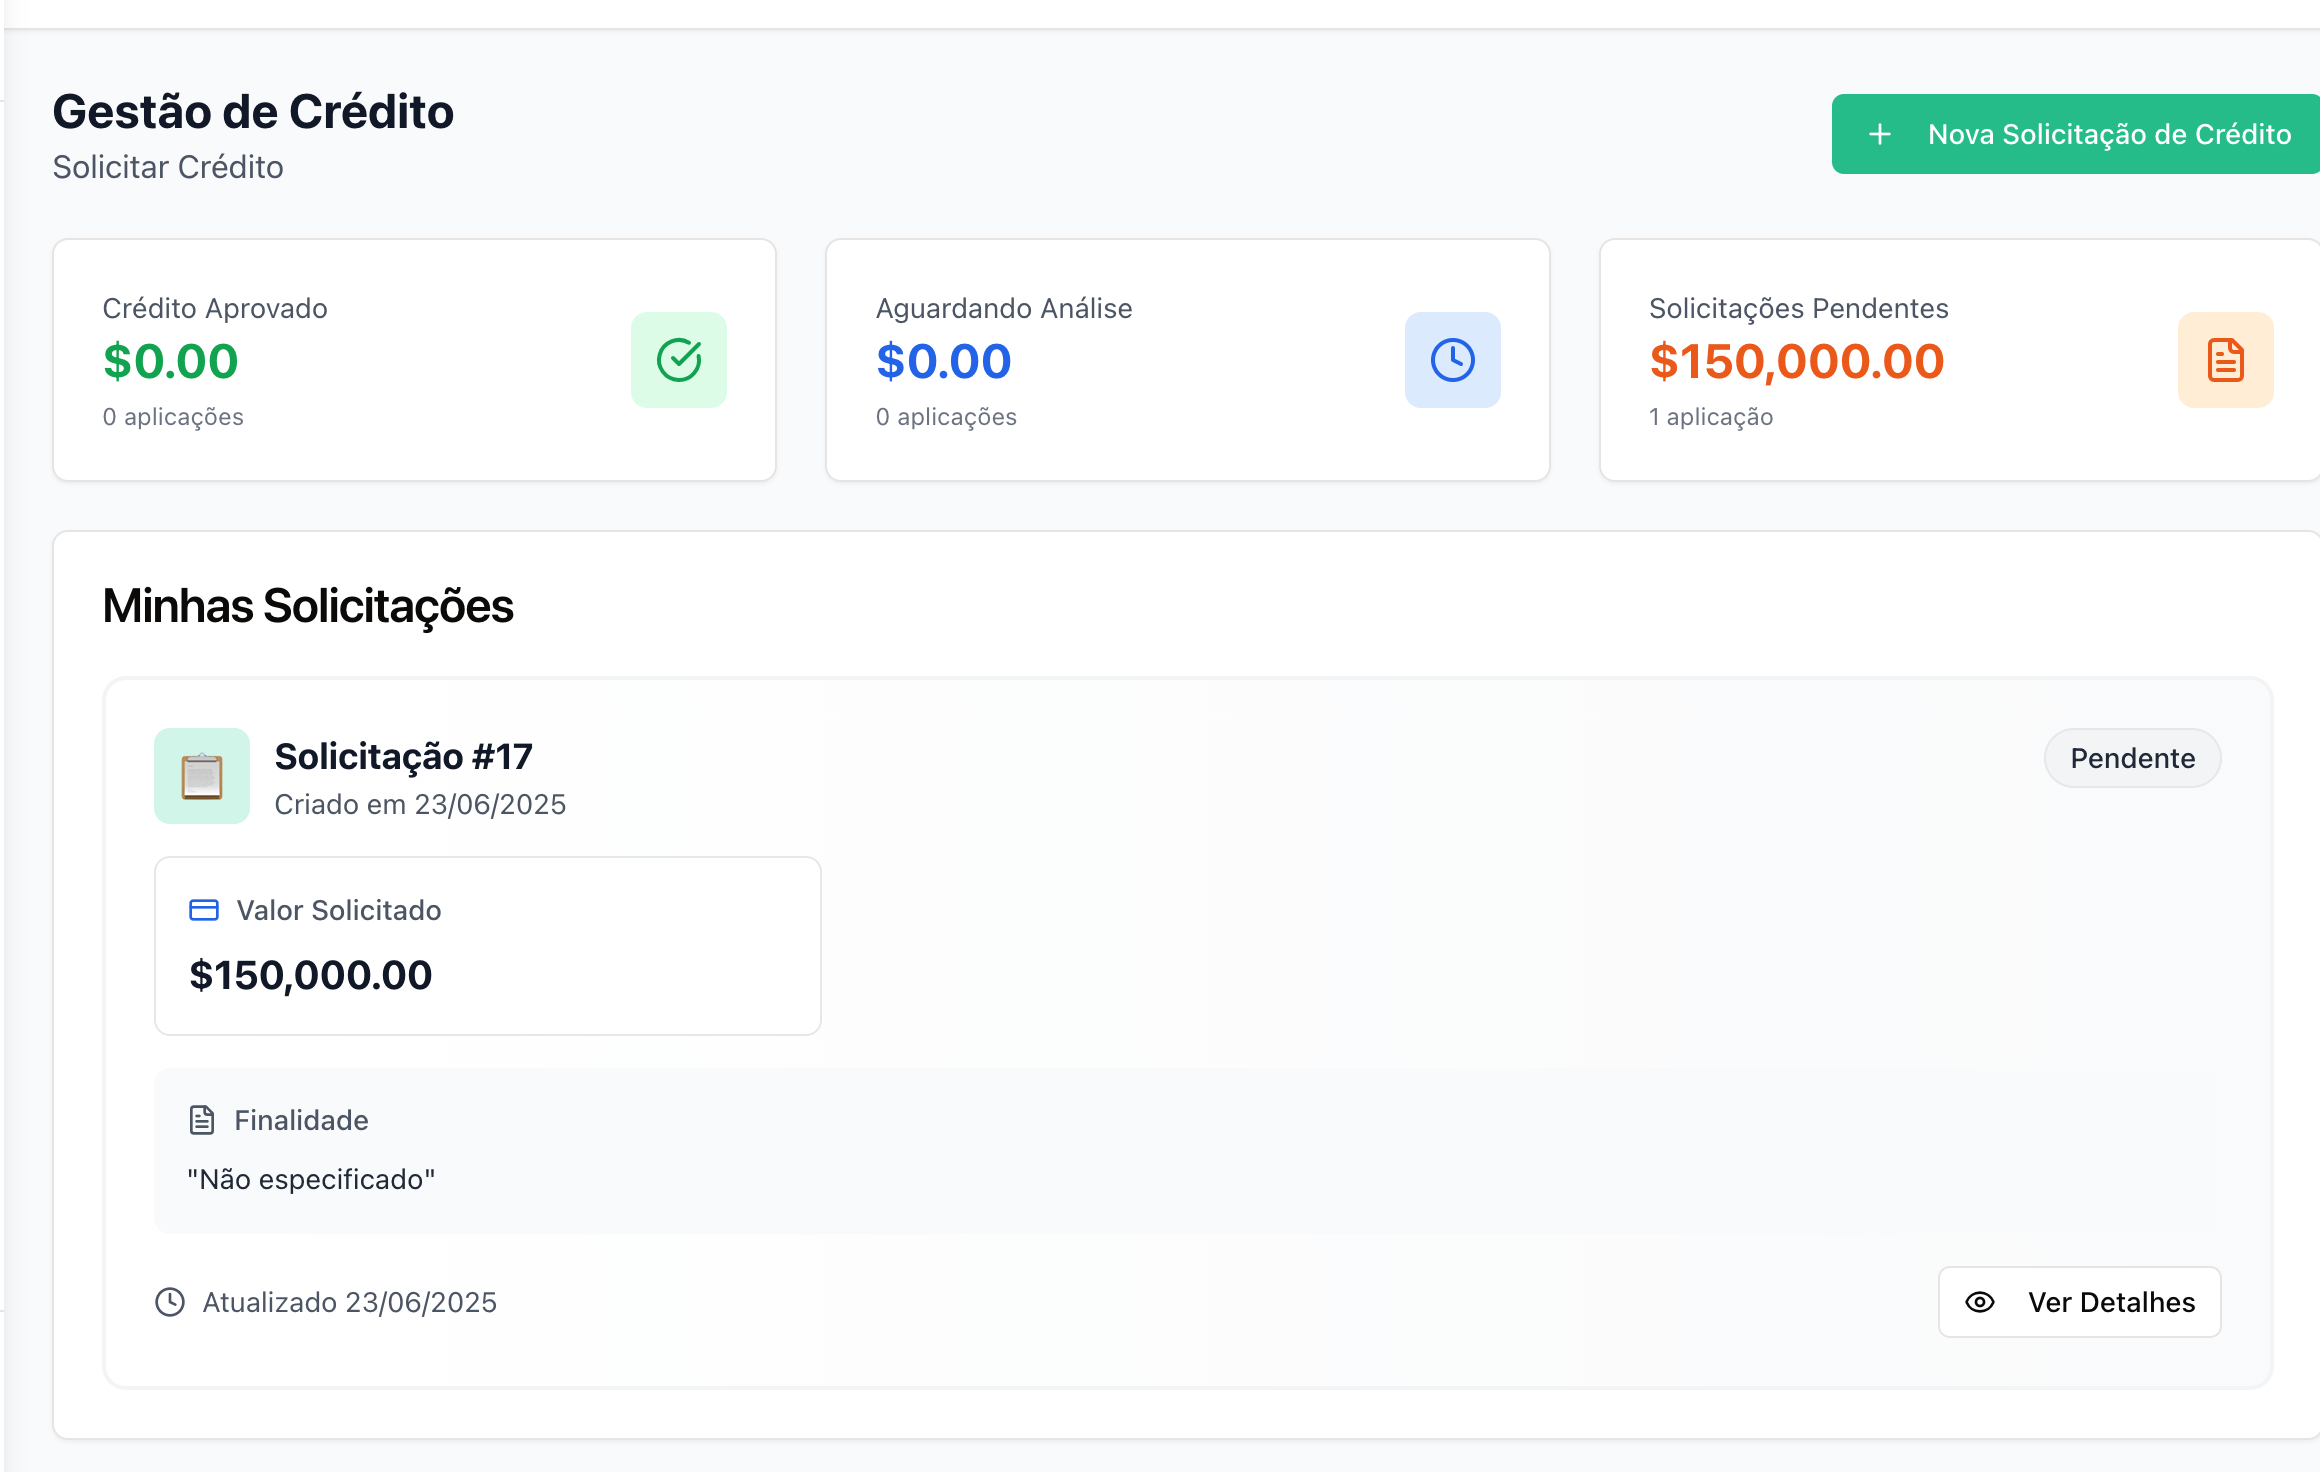 Gestão de Crédito
Solicitar Crédito
Nova Solicitação de Crédito
Crédito Aprovado
$0.00
0 aplicações
Aguardando Análise
$0.00
0 aplicações
Solicitações Pendentes
$150,000.00
1 aplicação
Minhas Solicitações
Solicitação #17
Criado em 23/06/2025
Pendente
Valor Solicitado
$150,000.00
Finalidade
"Não especificado"
Atualizado 23/06/2025
Ver Detalhes